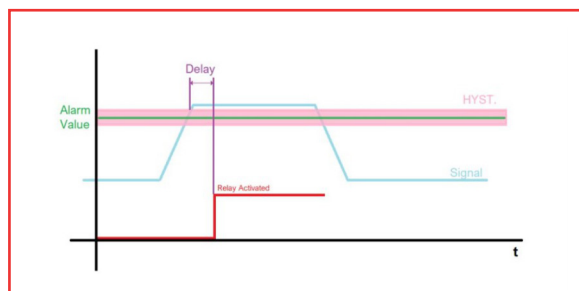 Delay
HYST.
Alarm
Value
Signal
Relay Activated
t